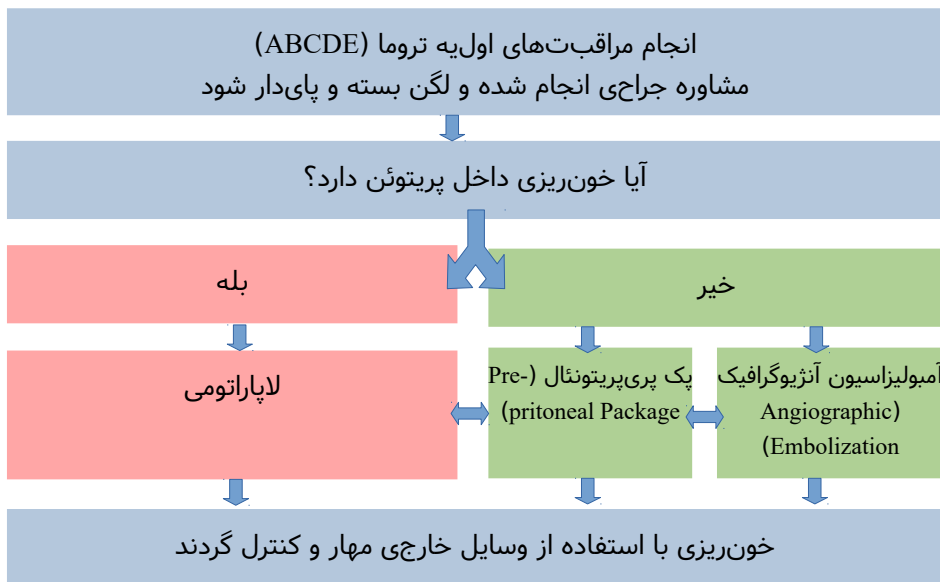 انجام مراقبت‌های اولیه تروما (ABCDE)
مشاوره جراحی انجام شده و لگن بسته و پایدار شود
آیا خون‌ریزی داخل پریتوئن دارد؟
بله
خیر
لاپاراتومی
پک پری‌پریتونئال (Pre-
pritoneal Package)
آمبولیزاسیون آنژیوگرافیک
(Angiographic
Embolization)
خون‌ریزی با استفاده از وسایل خارجی مهار و کنترل گردند